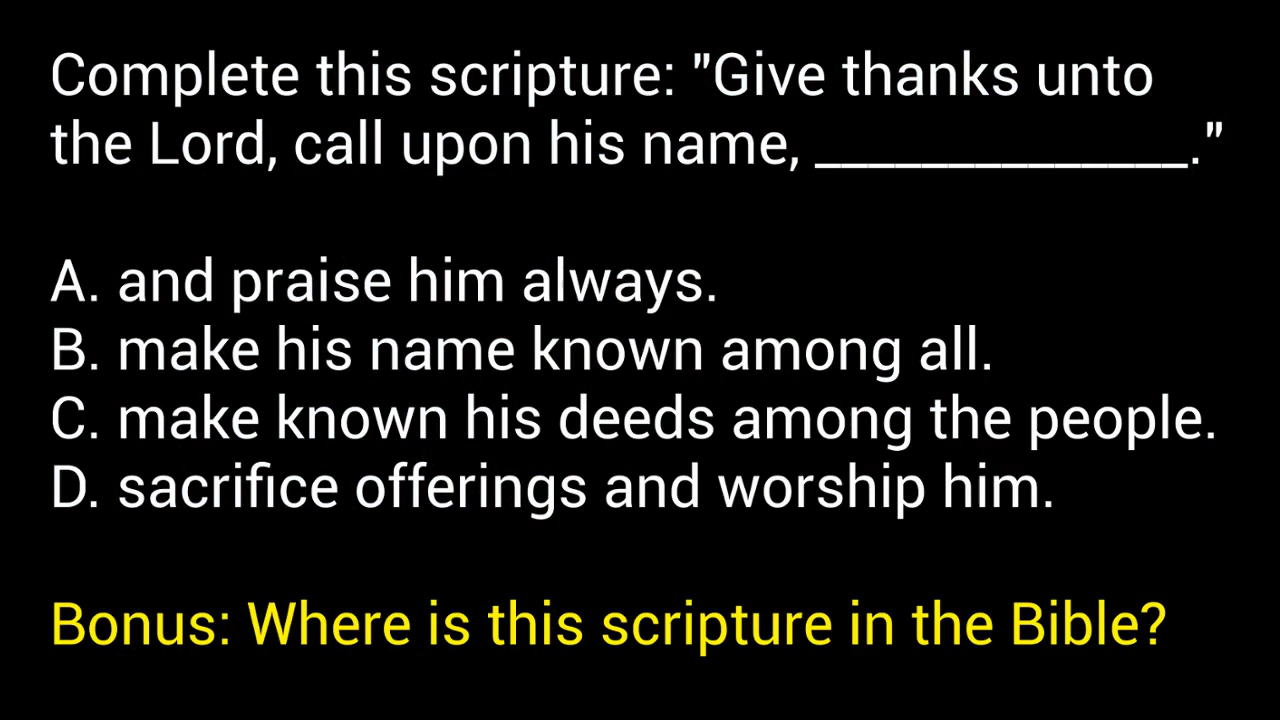 Complete this scripture: "Give thanks unto
the Lord, call upon his name, ______________."
A. and praise him always.
B. make his name known among all.
C. make known his deeds among the people.
D. sacrifice offerings and worship him.
Bonus: Where is this scripture in the Bible?